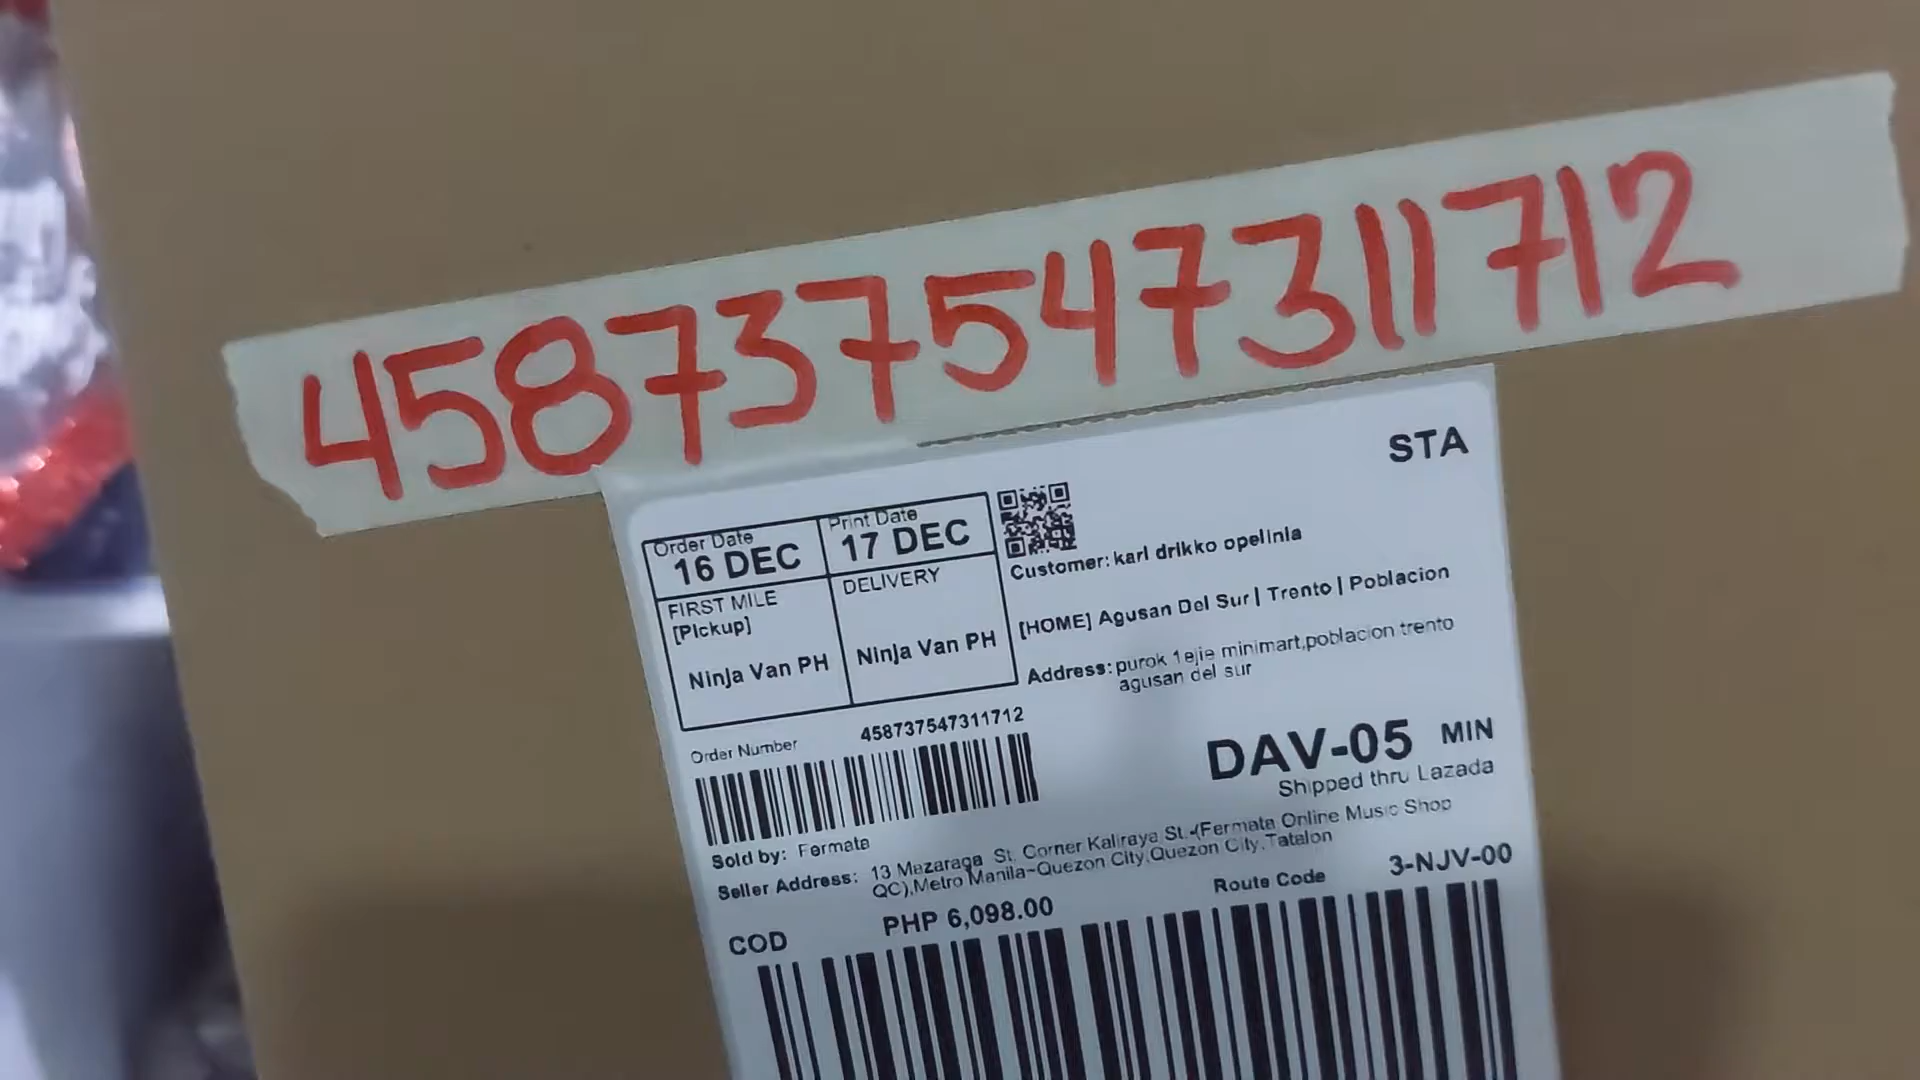 458737547311712
STA
Order Date
16 DEC
Print Date
17 DEC
FIRST MILE
[Pickup]
Ninja Van PH
DELIVERY
Ninja Van PH
Customer: karl drikko opelinia
[HOME] Agusan Del Sur | Trento | Poblacion
Address: purok 1 ejie minimart,poblacion trento
agusan del sur
Order Number
458737547311712
DAV-05 MIN
Shipped thru Lazada
Sold by: Fermata
Seller Address: 13 Mazaraga St. Corner Kaliraya St.-(Fermata Online Music Shop
QC),Metro Manila~Quezon City,Quezon City,Tatalon
COD
PHP 6,098.00
Route Code
3-NJV-00